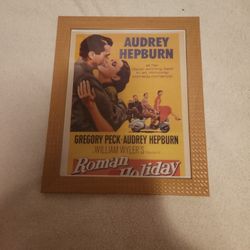 AUDREY
HEPBURN
GREGORY PECK·AUDREY HEPBURN
WILLIAM WYLER'S
Roman Holiday